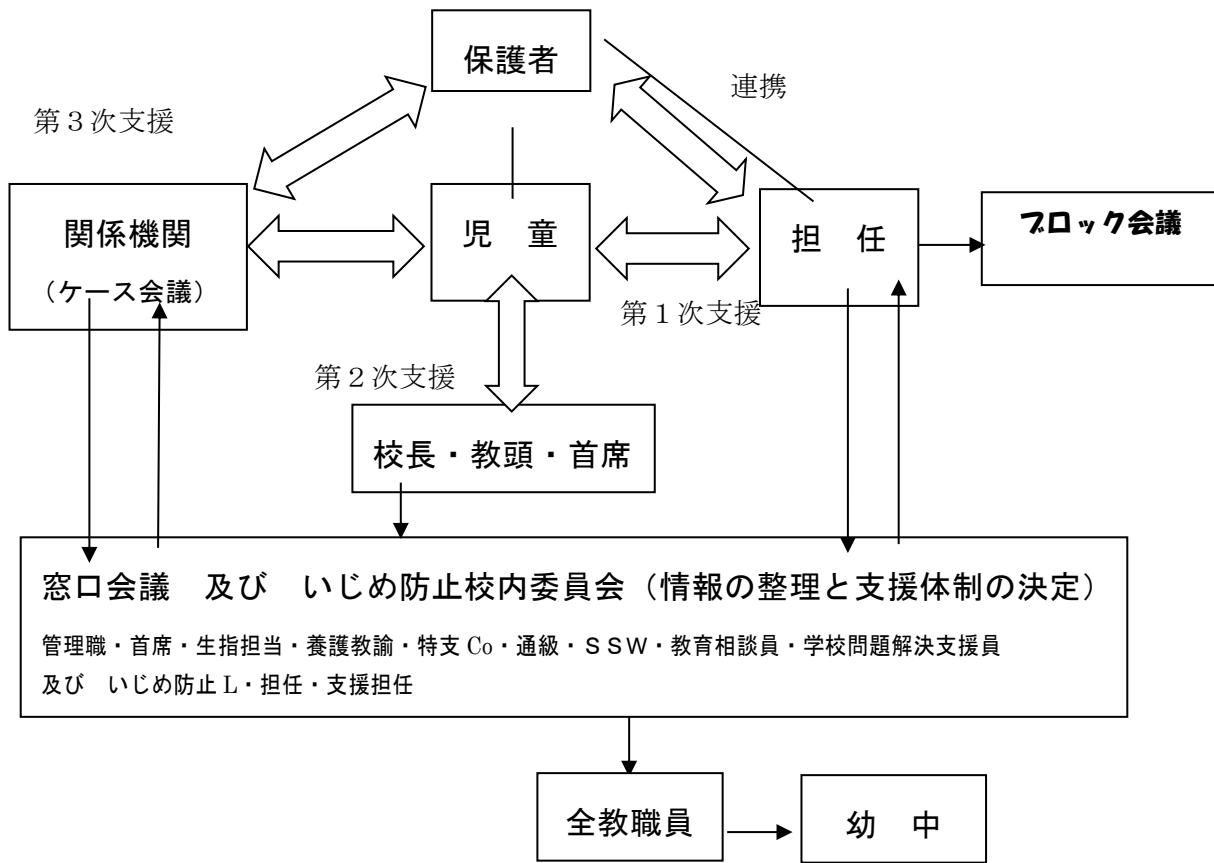 保護者
連携
第３次支援
関係機関
（ケース会議）
児　童
担　任
ブロック会議
第１次支援
第２次支援
校長・教頭・首席
窓口会議　及び　いじめ防止校内委員会（情報の整理と支援体制の決定）
管理職・首席・生指担当・養護教諭・特支 Co・通級・ＳＳＷ・教育相談員・学校問題解決支援員
及び　いじめ防止 L・担任・支援担任
全教職員
幼　中